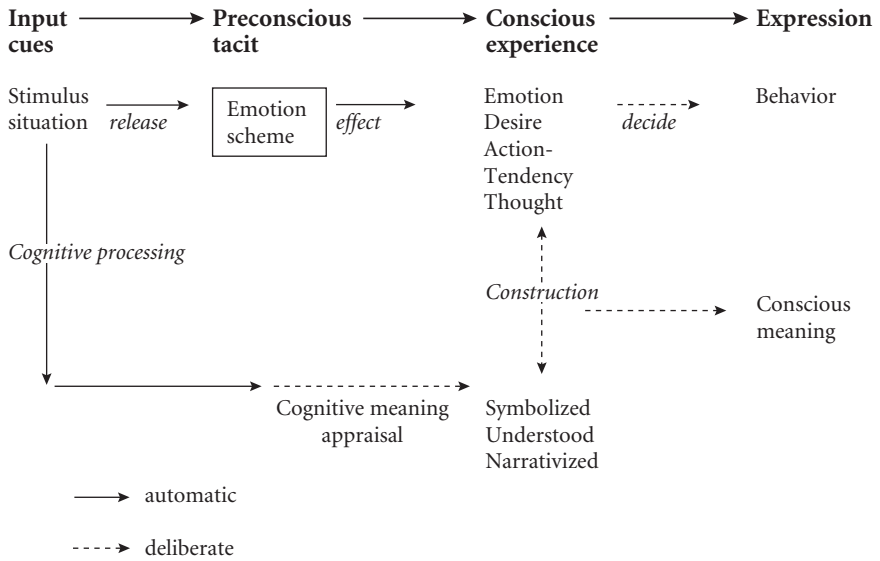 Input cues
Preconscious tacit
Conscious experience
Expression
Stimulus situation
release
Emotion scheme
effect
Emotion
Desire
Action-
Tendency
Thought
decide
Behavior
Cognitive processing
Construction
Conscious meaning
Cognitive meaning
appraisal
Symbolized
Understood
Narrativized
automatic
deliberate